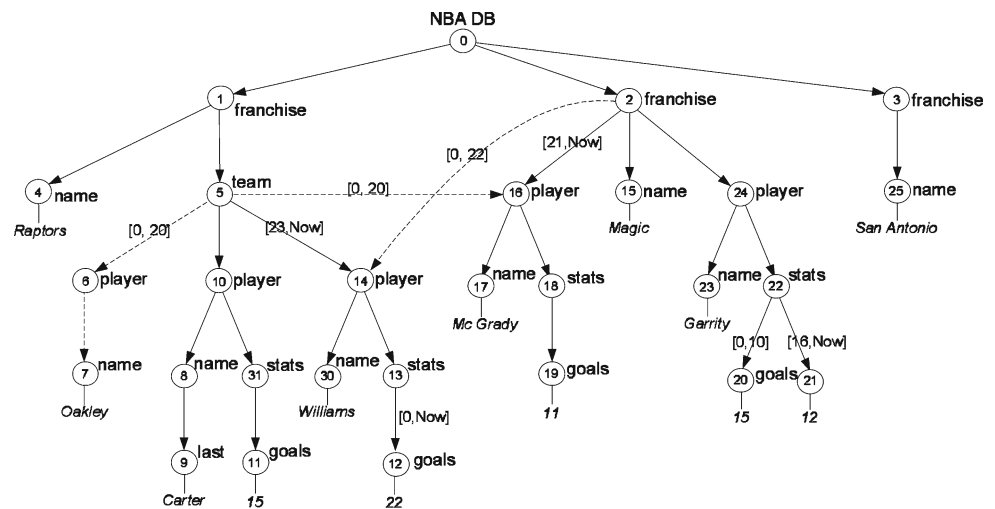 NBA DB
0
1
franchise
2
franchise
3
franchise
[0, 22]
[21,Now]
4
name
Raptors
5
team
[0, 20]
16
player
15
name
Magic
24
player
25
name
San Antonio
[0, 20]
[23,Now]
6
player
10
player
14
player
17
name
Mc Grady
18
stats
23
name
Garrity
22
stats
7
name
Oakley
8
name
31
stats
30
name
Williams
13
stats
19
goals
11
[0,10]
[16,Now]
20
goals
15
21
12
[0,Now]
9
last
Carter
11
goals
15
12
goals
22